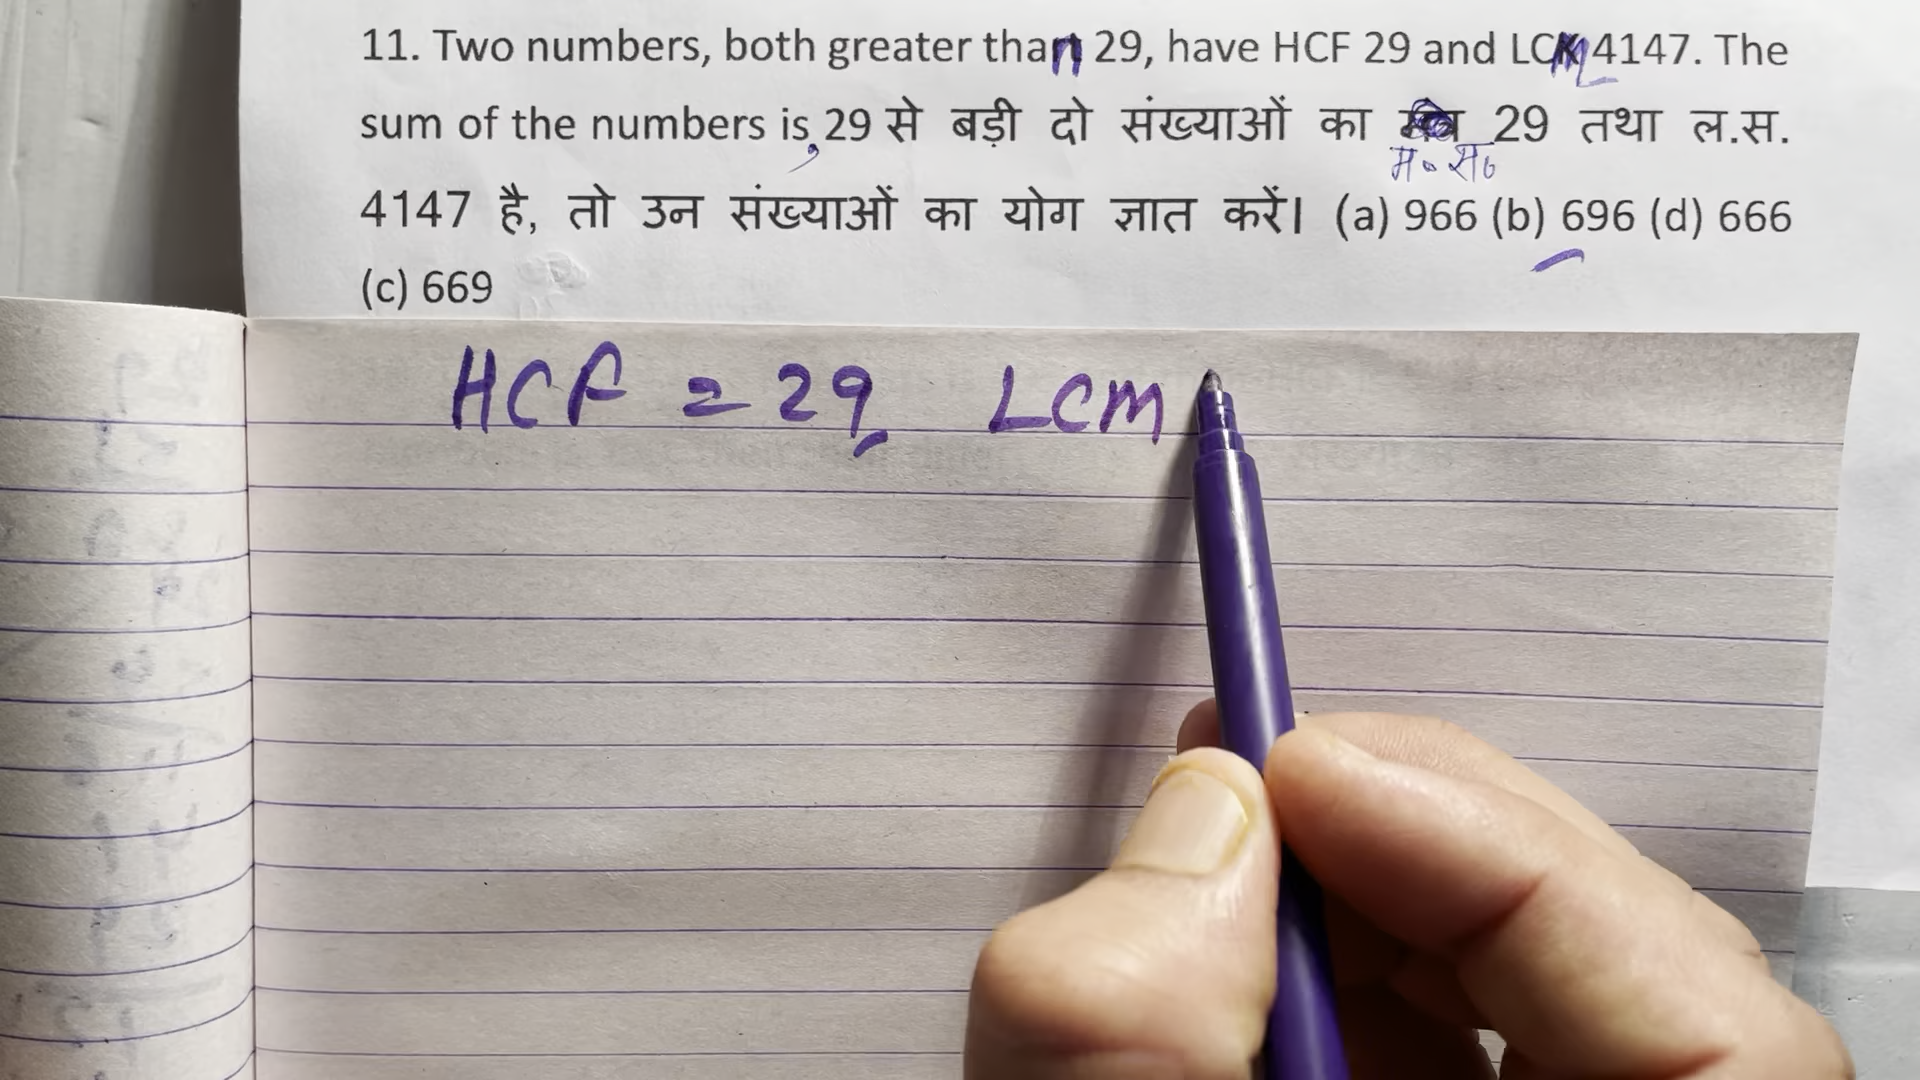 11. Two numbers, both greater than 29, have HCF 29 and LCM 4147. The
sum of the numbers is, 29 से बड़ी दो संख्याओं का म०स० 29 तथा ल.स.
4147 है, तो उन संख्याओं का योग ज्ञात करें। (a) 966 (b) 696 (d) 666
(c) 669
HCF = 29, LCM